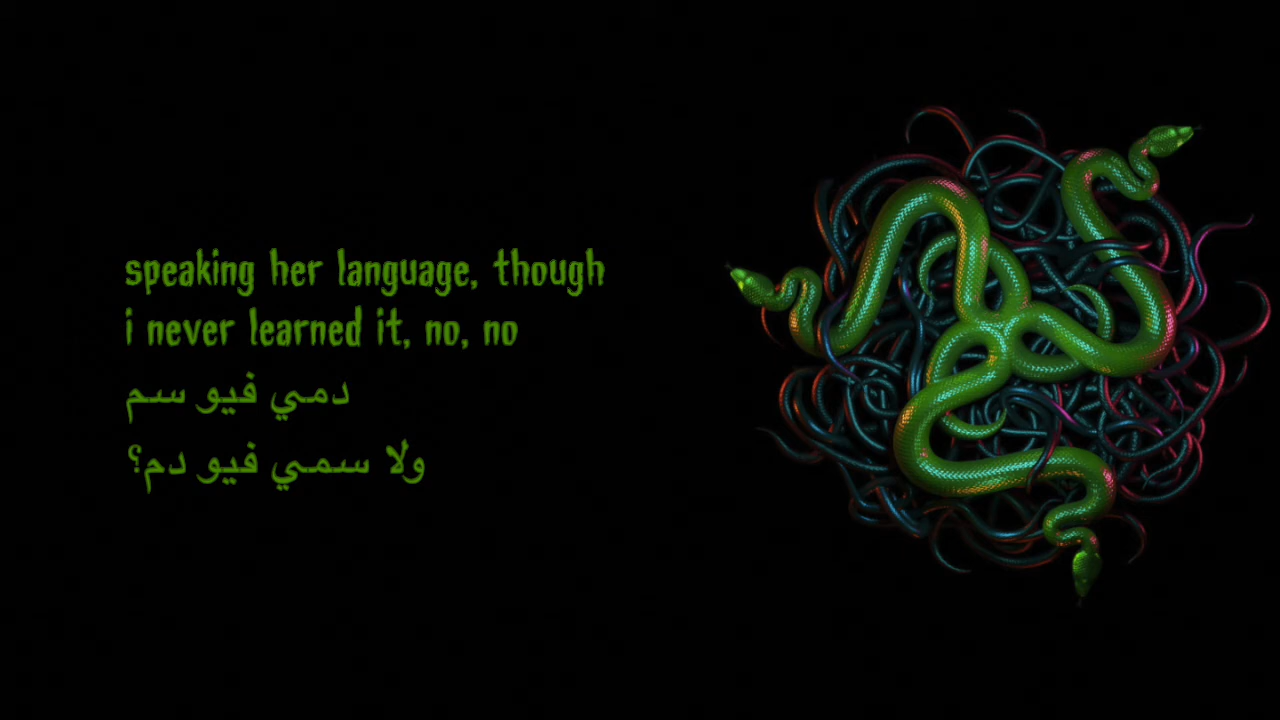 speaking her language, though
i never learned it, no, no
دمي فيو سم
ولا سمي فيو دم؟